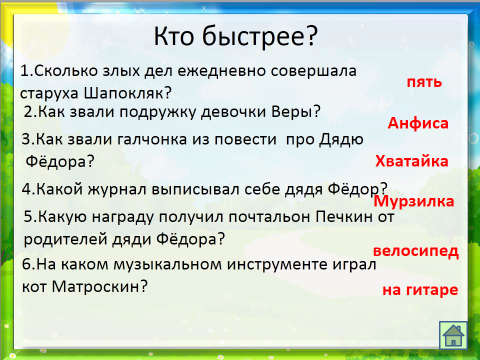 Кто быстрее?
1.Сколько злых дел ежедневно совершала
старуха Шапокляк?
пять
2.Как звали подружку девочки Веры?
Анфиса
3.Как звали галчонка из повести про Дядю
Фёдора?
Хватайка
4.Какой журнал выписывал себе дядя Фёдор?
Мурзилка
5.Какую награду получил почтальон Печкин от
родителей дяди Фёдора?
велосипед
6.На каком музыкальном инструменте играл
кот Матроскин?
на гитаре